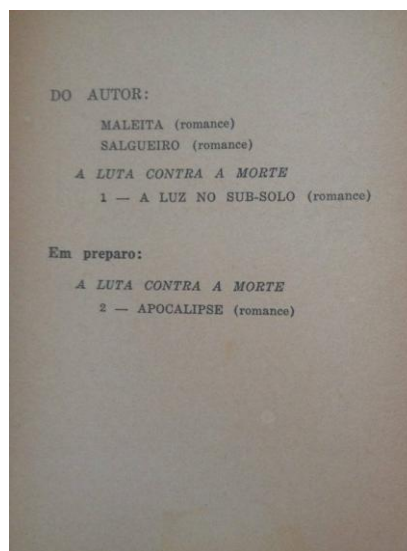 DO AUTOR:
MALEITA (romance)
SALGUEIRO (romance)
A LUTA CONTRA A MORTE
1 — A LUZ NO SUB-SOLO (romance)
Em preparo:
A LUTA CONTRA A MORTE
2 — APOCALIPSE (romance)